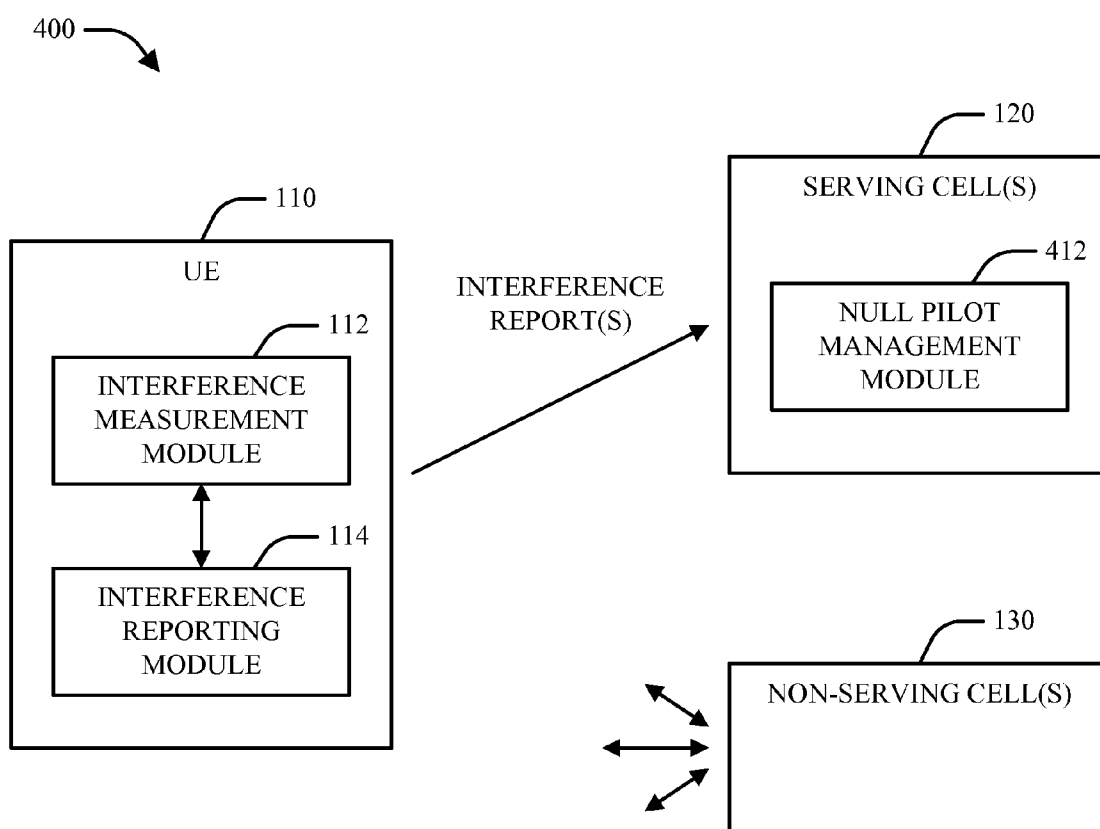 400
120
SERVING CELL(S)
110
UE
412
NULL PILOT
MANAGEMENT
MODULE
INTERFERENCE
REPORT(S)
112
INTERFERENCE
MEASUREMENT
MODULE
114
INTERFERENCE
REPORTING
MODULE
130
NON-SERVING CELL(S)